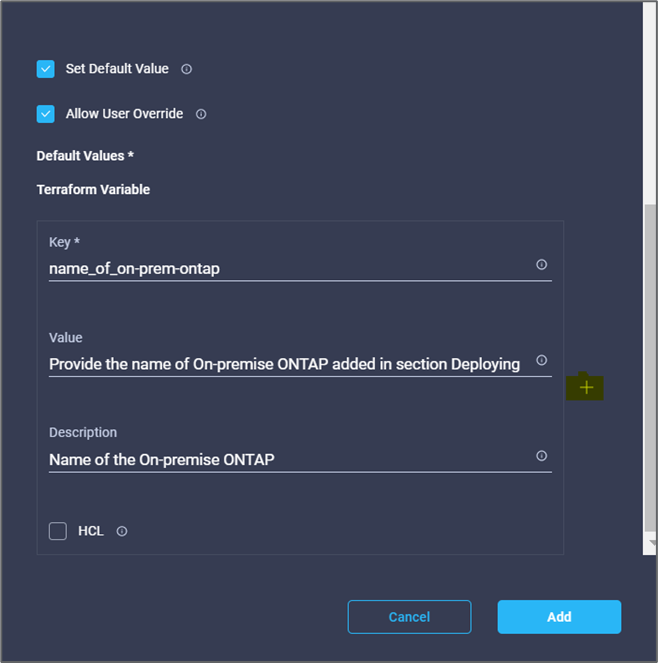 Set Default Value
Allow User Override
Default Values *
Terraform Variable
Key *
name_of_on-prem-ontap
Value
Provide the name of On-premise ONTAP added in section Deploying
Description
Name of the On-premise ONTAP
HCL
Cancel
Add